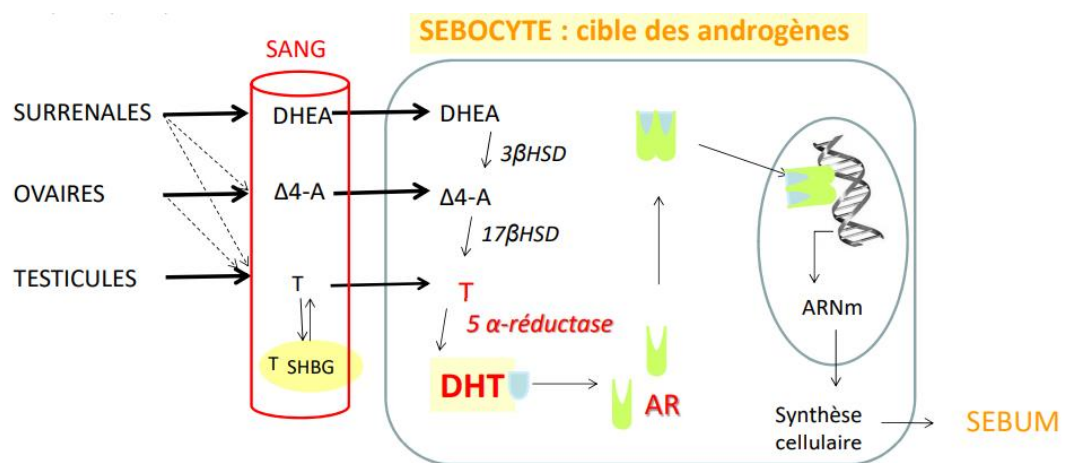 SEBOCYTE : cible des androgènes
SANG
SURRENALES
DHEA
DHEA
3βHSD
OVAIRES
Δ4-A
Δ4-A
17βHSD
TESTICULES
T
T
5 α-réductase
T SHBG
DHT
AR
ARNm
Synthèse
cellulaire
SEBUM